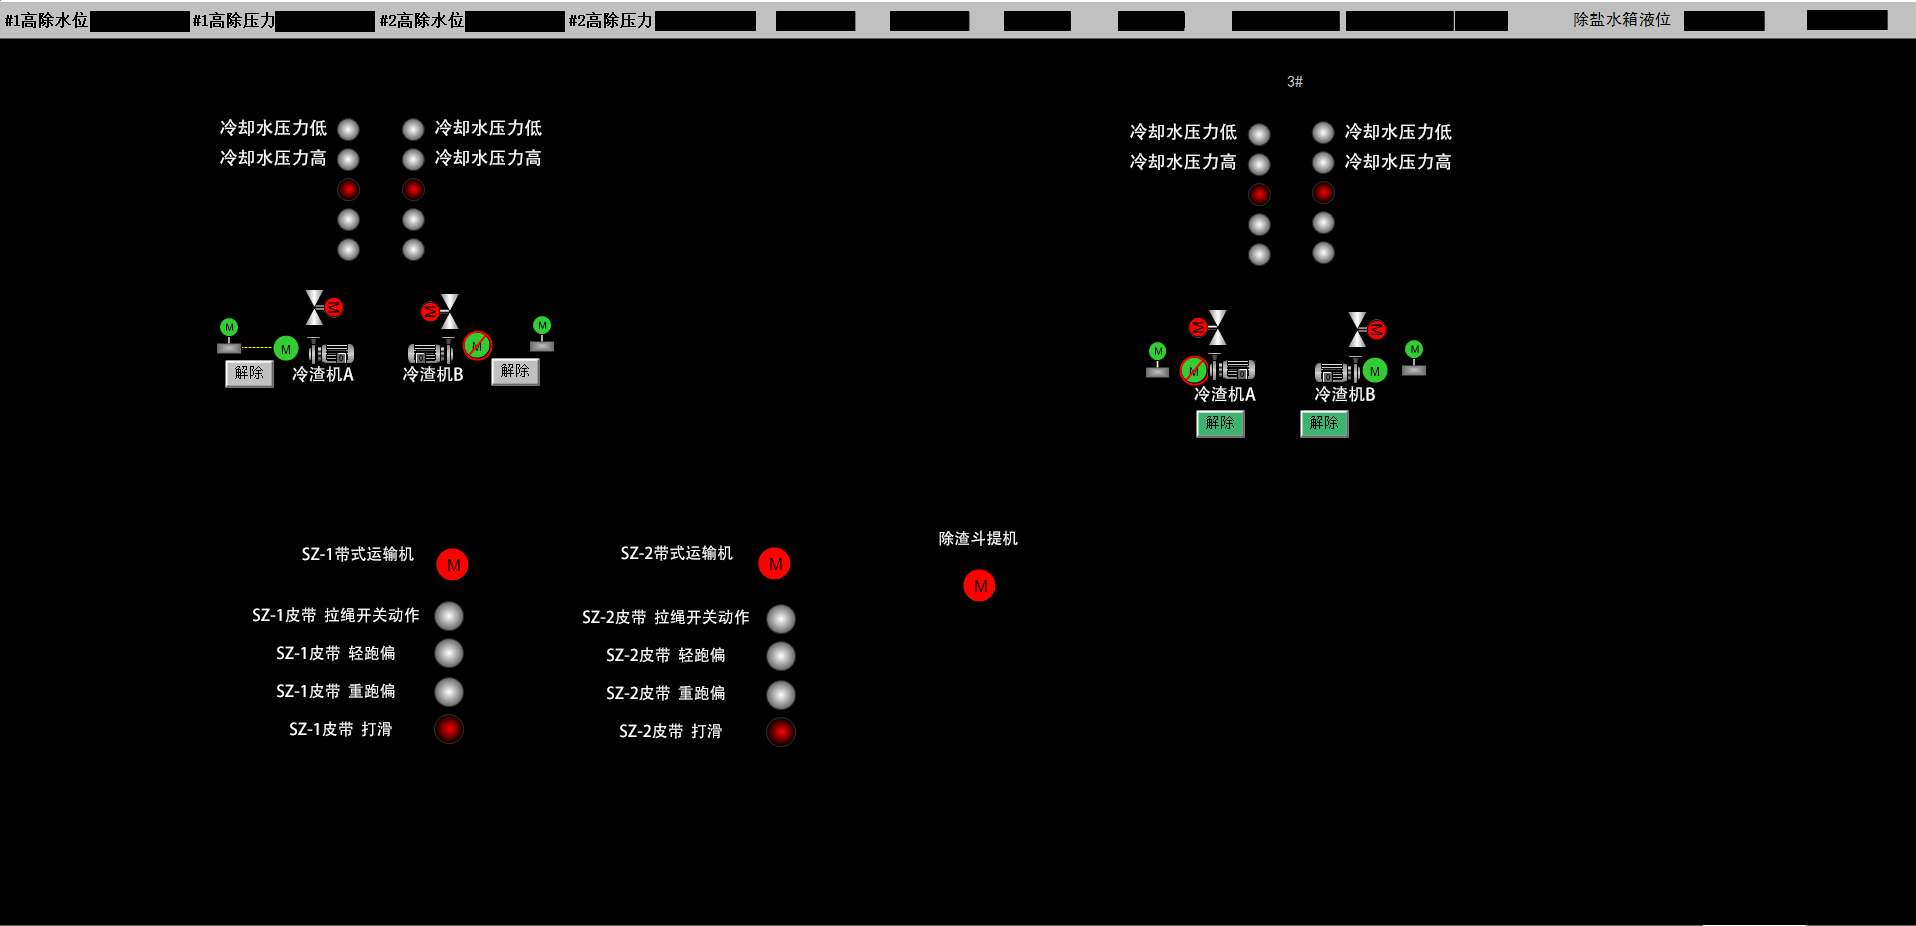 #1高除水位 #1高除压力 #2高除水位 #2高除压力 除盐水箱液位
3#
冷却水压力低 冷却水压力低 冷却水压力低 冷却水压力低
冷却水压力高 冷却水压力高 冷却水压力高 冷却水压力高
M M M M
M M M M
M M M M
解除 冷渣机A 冷渣机B 解除
冷渣机A 冷渣机B
解除 解除
SZ-1带式运输机 M SZ-2带式运输机 M 除渣斗提机
M
SZ-1皮带 拉绳开关动作 SZ-2皮带 拉绳开关动作
SZ-1皮带 轻跑偏 SZ-2皮带 轻跑偏
SZ-1皮带 重跑偏 SZ-2皮带 重跑偏
SZ-1皮带 打滑 SZ-2皮带 打滑